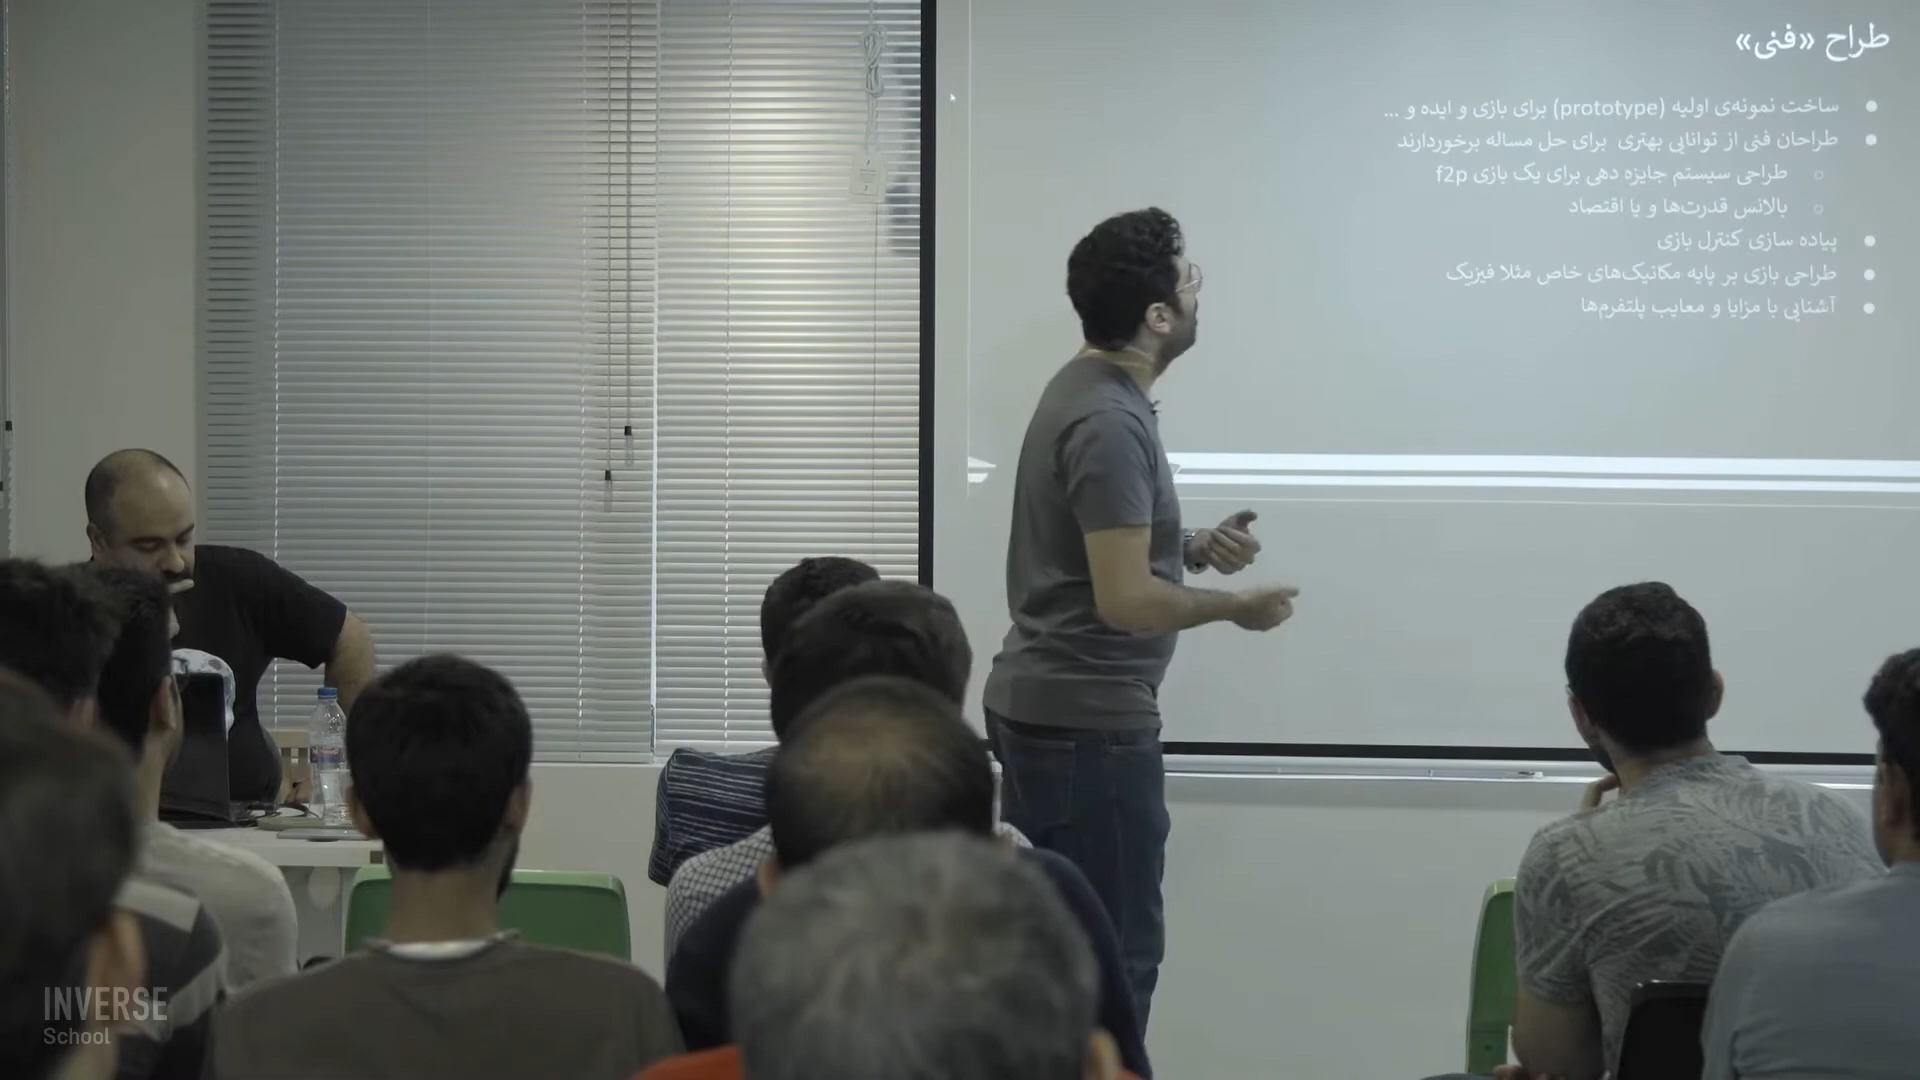 طراح «فنی»
● ساخت نمونه‌ی اولیه (prototype) برای بازی و ایده و ...
● طراحان فنی از توانایی بهتری برای حل مساله برخوردارند
○ طراحی سیستم جایزه دهی برای یک بازی f2p
○ بالانس قدرت‌ها و یا اقتصاد
● پیاده سازی کنترل بازی
● طراحی بازی بر پایه مکانیک‌های خاص مثلا فیزیک
● آشنایی با مزایا و معایب پلتفرم‌ها
INVERSE
School